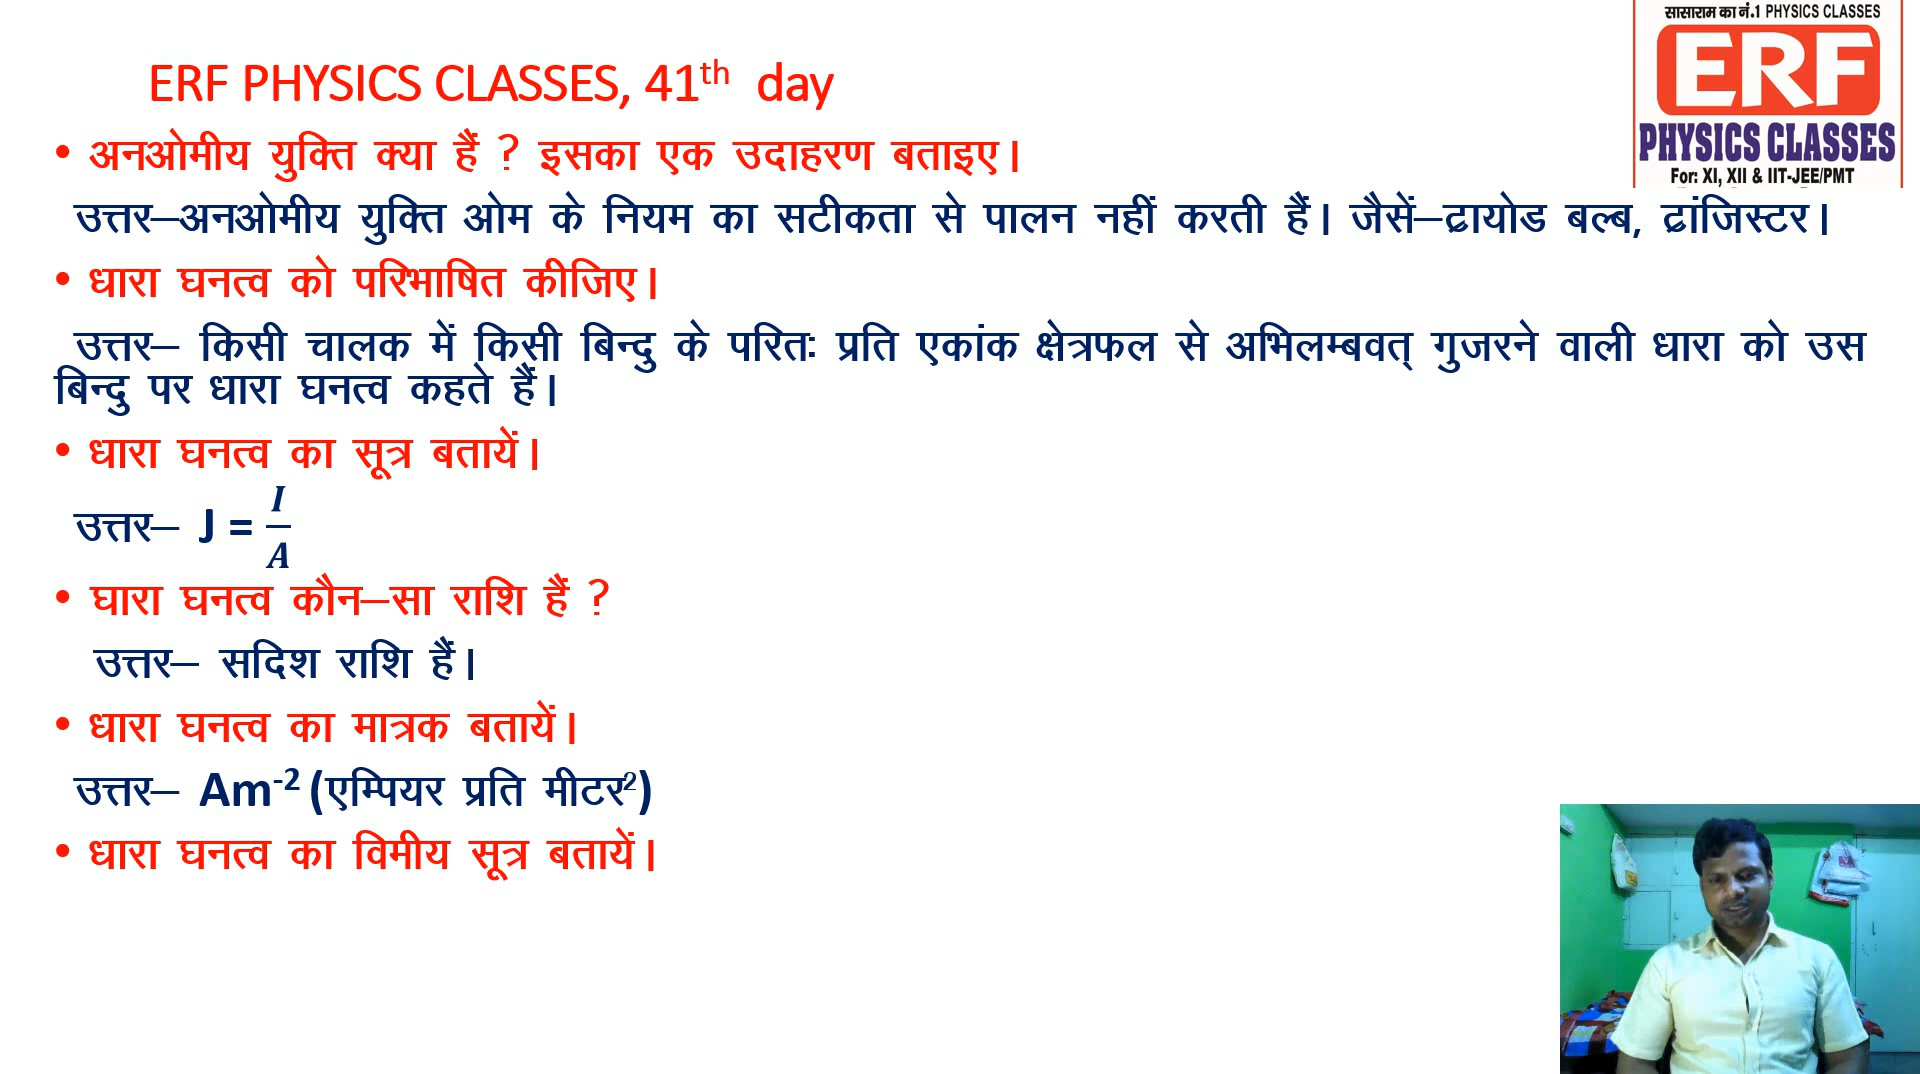 सासाराम का नं.1 PHYSICS CLASSES
ERF
PHYSICS CLASSES
For: XI, XII & IIT-JEE/PMT
ERF PHYSICS CLASSES, 41th day
• अनओमीय युक्ति क्या हैं ? इसका एक उदाहरण बताइए।
उत्तर–अनओमीय युक्ति ओम के नियम का सटीकता से पालन नहीं करती हैं। जैसें–ट्रायोड बल्ब, ट्रांजिस्टर।
• धारा घनत्व को परिभाषित कीजिए।
उत्तर– किसी चालक में किसी बिन्दु के परितः प्रति एकांक क्षेत्रफल से अभिलम्बवत् गुजरने वाली धारा को उस
बिन्दु पर धारा घनत्व कहते हैं।
• धारा घनत्व का सूत्र बतायें।
उत्तर– J = I/A
• घारा घनत्व कौन–सा राशि हैं ?
उत्तर– सदिश राशि हैं।
• धारा घनत्व का मात्रक बतायें।
उत्तर– Am⁻² (एम्पियर प्रति मीटर²)
• धारा घनत्व का विमीय सूत्र बतायें।